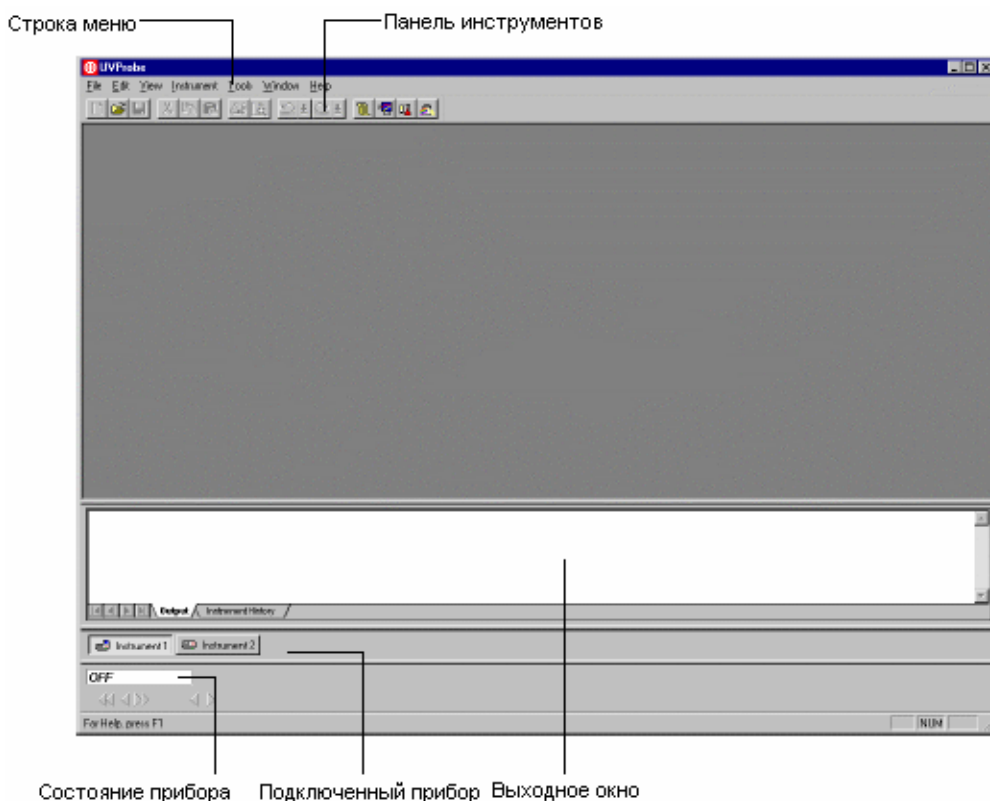 Строка меню
Панель инструментов
UVProbe
File Edit View Instrument Tools Window Help
Output Instrument History
Instrument 1 Instrument 2
OFF
For Help, press F1
NUM
Состояние прибора Подключенный прибор Выходное окно